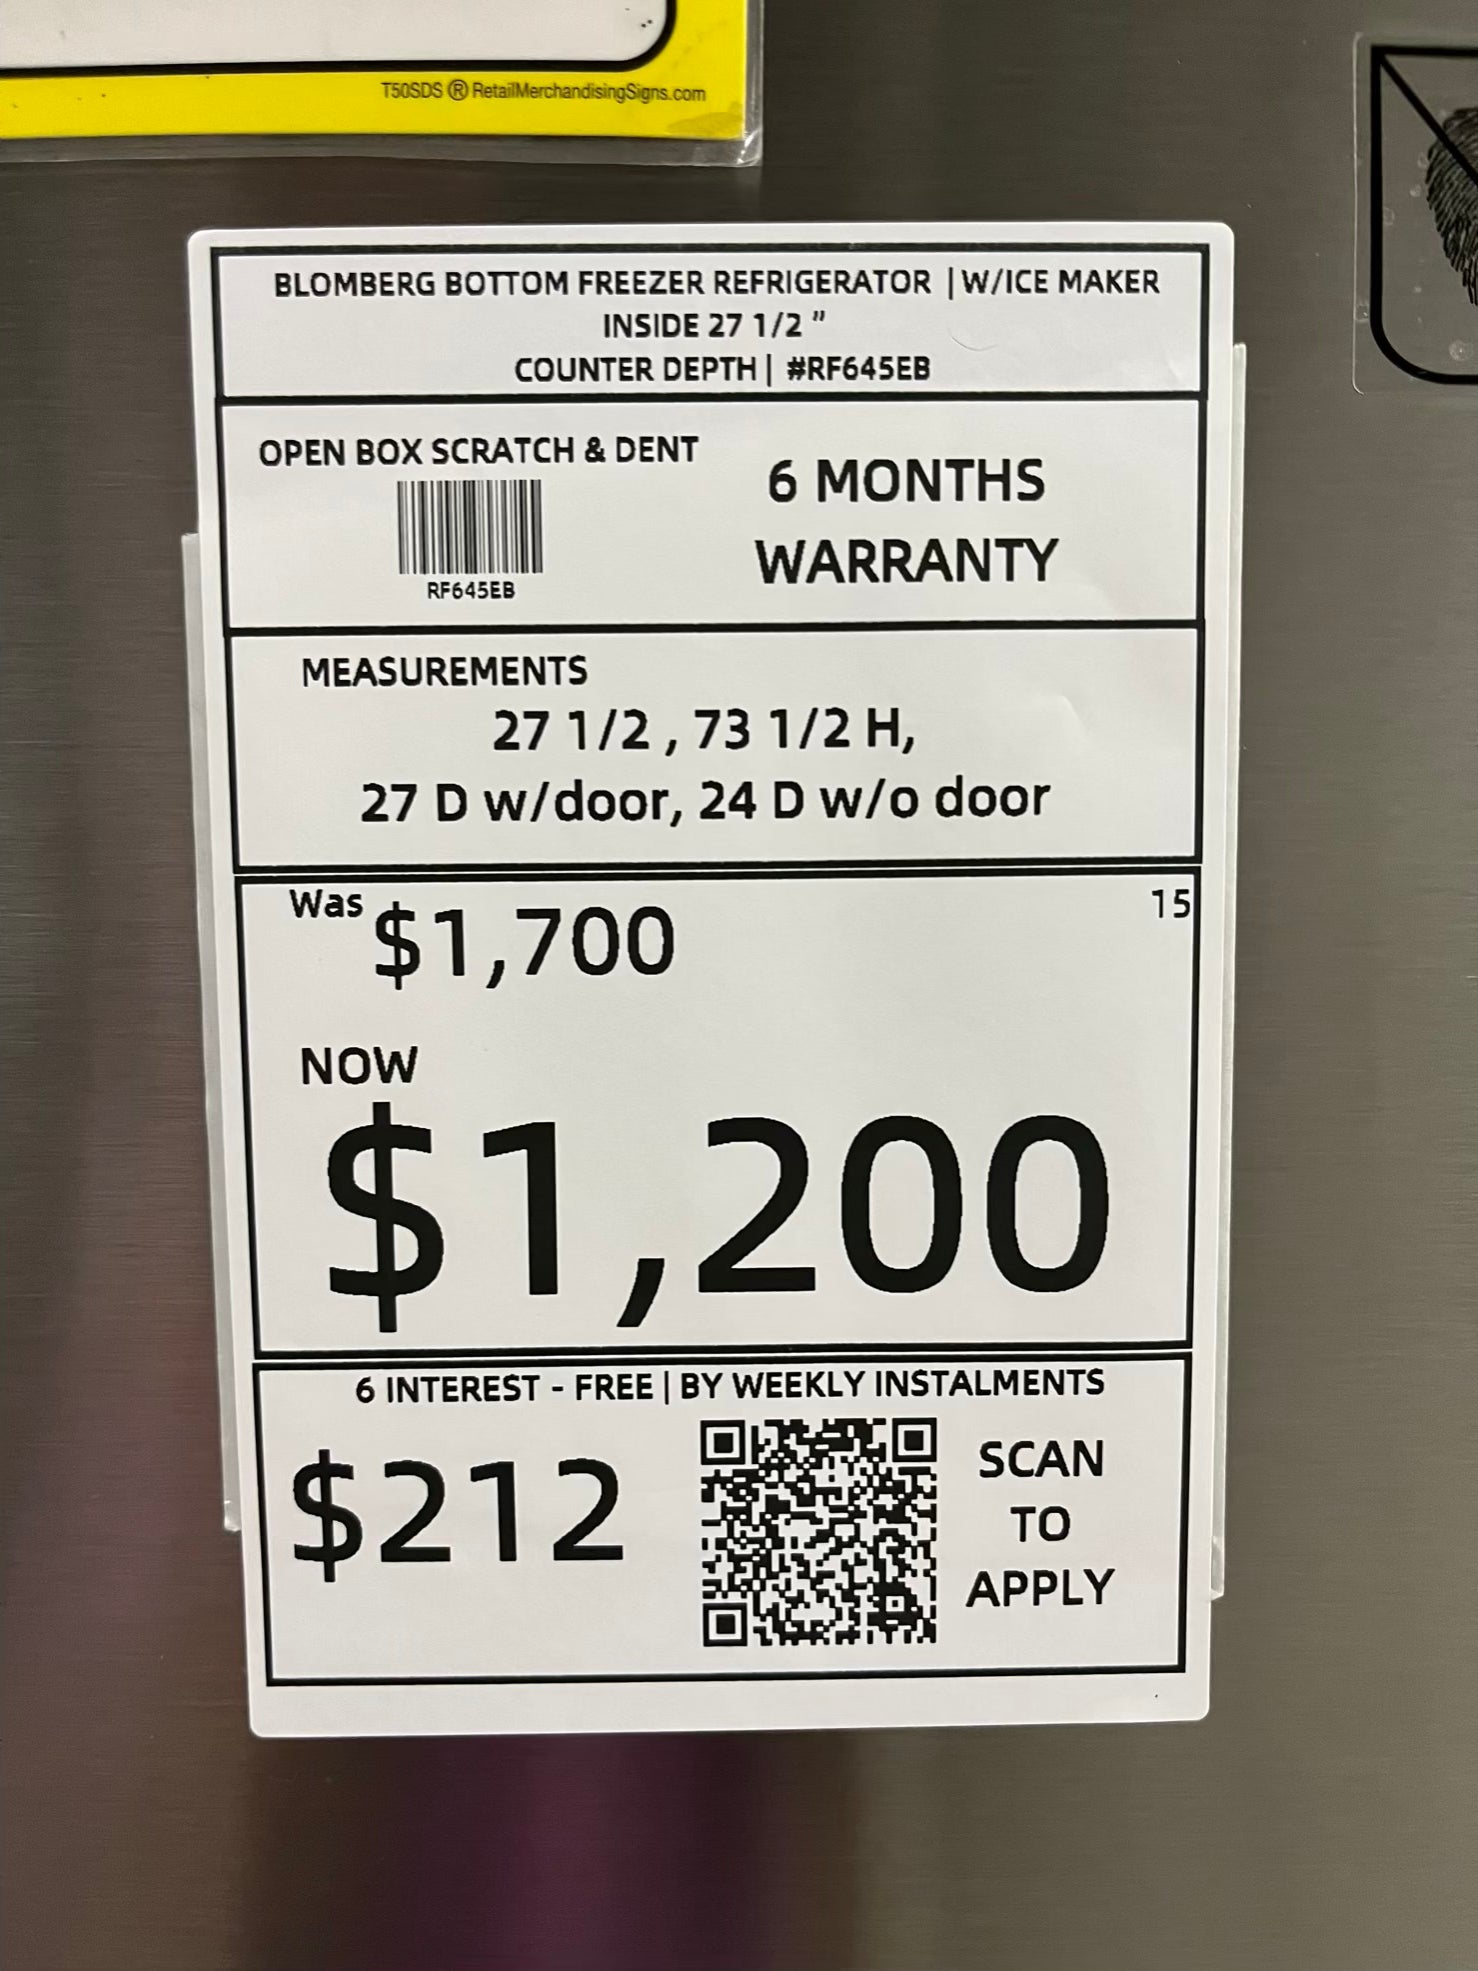 T50SDS ® RetailMerchandisingSigns.com
BLOMBERG BOTTOM FREEZER REFRIGERATOR | W/ICE MAKER
INSIDE 27 1/2 "
COUNTER DEPTH | #RF645EB
OPEN BOX SCRATCH & DENT
RF645EB
6 MONTHS
WARRANTY
MEASUREMENTS
27 1/2 , 73 1/2 H,
27 D w/door, 24 D w/o door
Was $1,700
15
NOW
$1,200
6 INTEREST - FREE | BY WEEKLY INSTALMENTS
$212
SCAN
TO
APPLY